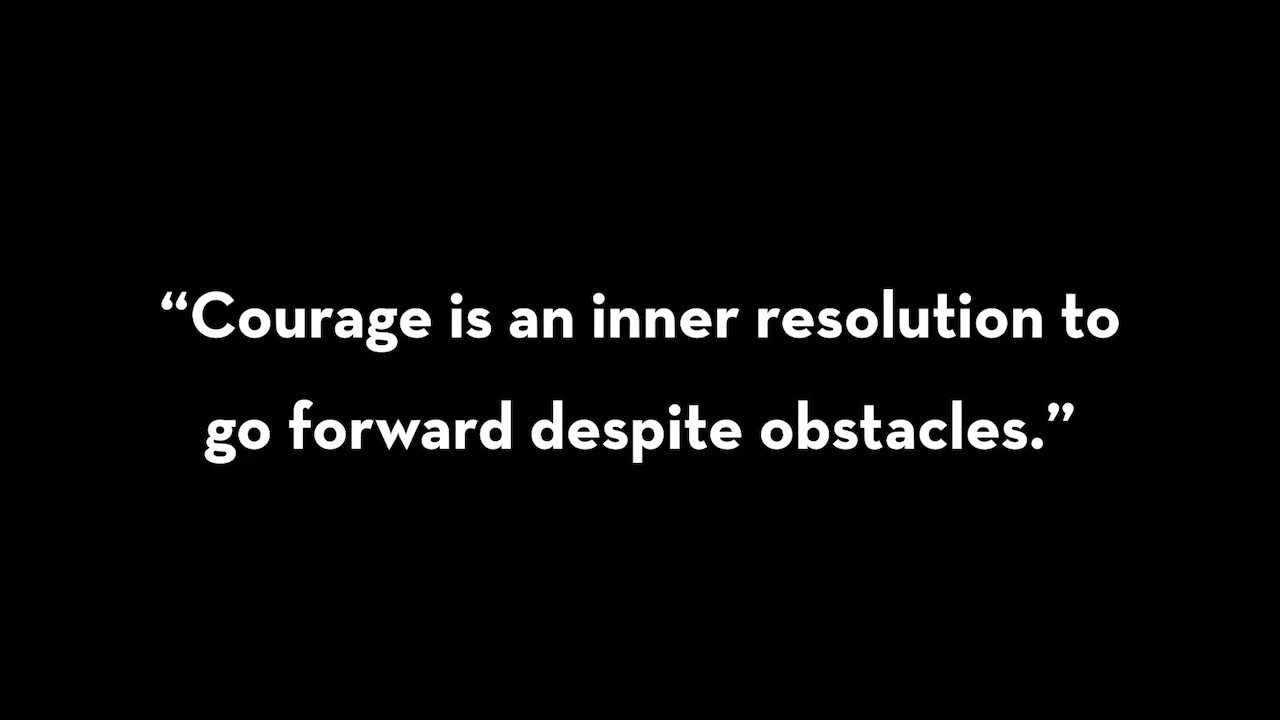 “Courage is an inner resolution to
go forward despite obstacles.”